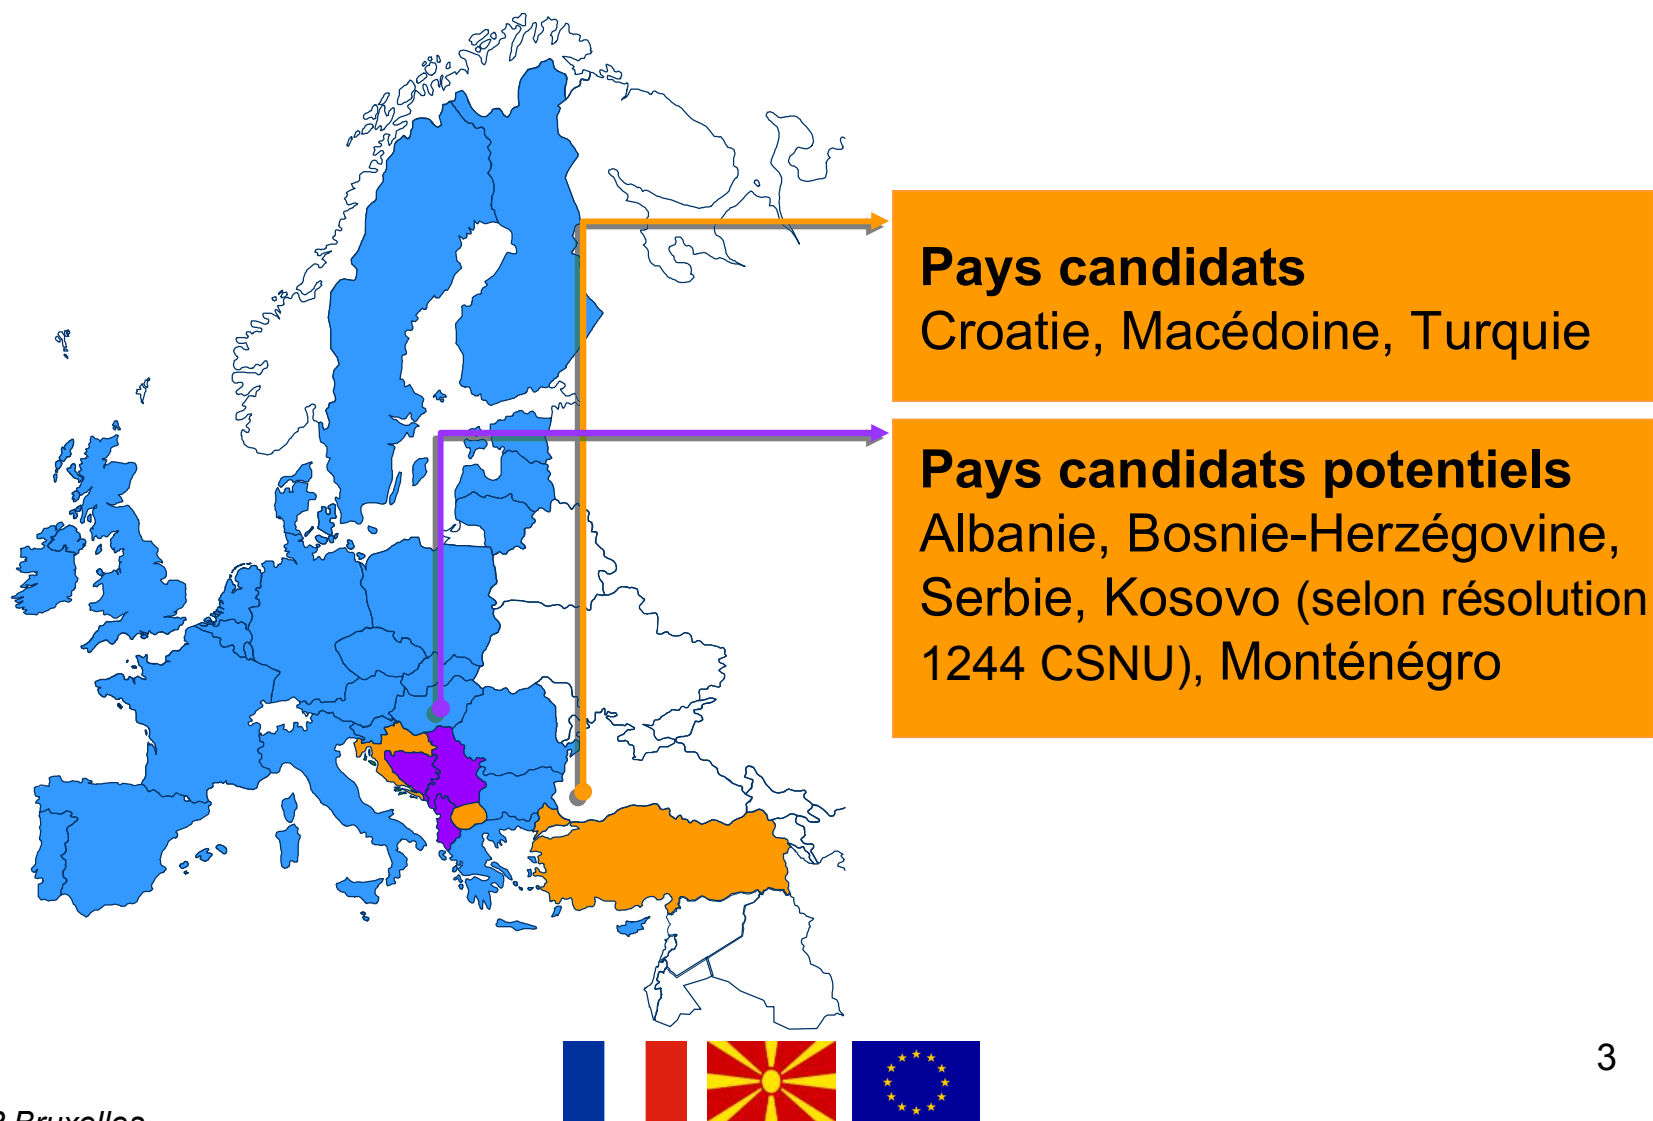 Pays candidats
Croatie, Macédoine, Turquie
Pays candidats potentiels
Albanie, Bosnie-Herzégovine,
Serbie, Kosovo (selon résolution
1244 CSNU), Monténégro
3
Bruxelles